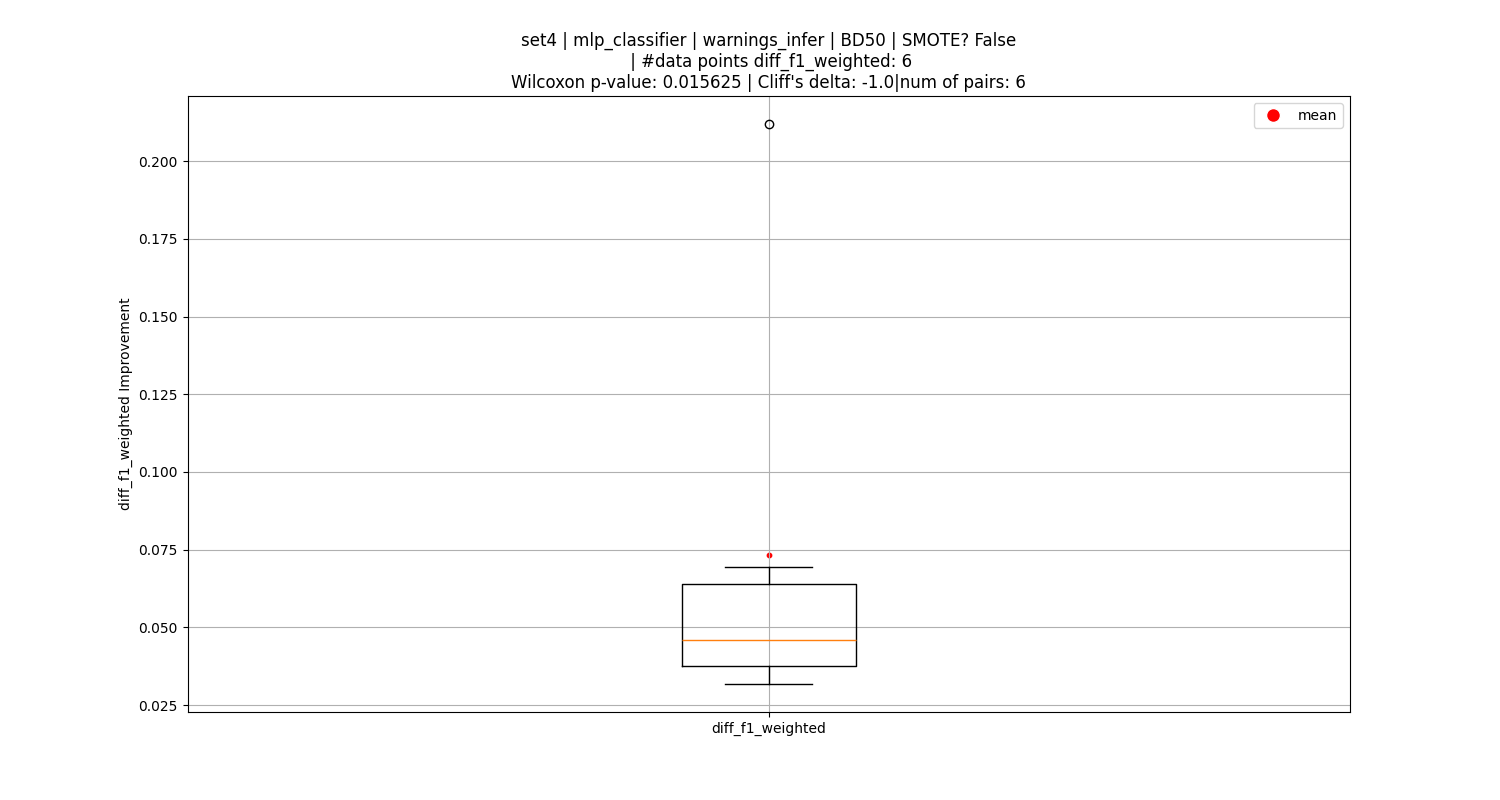 set4 | mlp_classifier | warnings_infer | BD50 | SMOTE? False
| #data points diff_f1_weighted: 6
Wilcoxon p-value: 0.015625 | Cliff's delta: -1.0|num of pairs: 6
mean
0.200
0.175
0.150
0.125
0.100
0.075
0.050
0.025
diff_f1_weighted Improvement
diff_f1_weighted